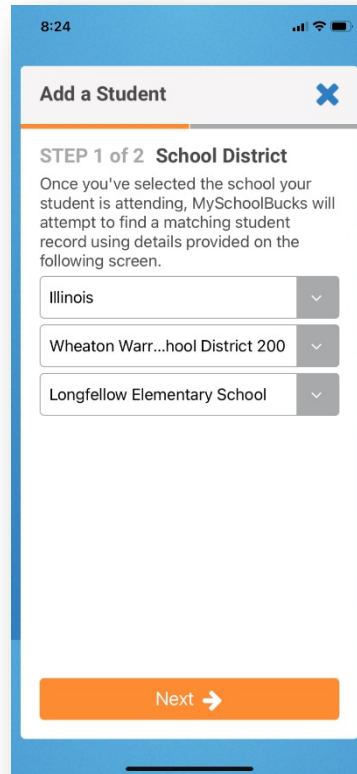 8:24
Add a Student
STEP 1 of 2 School District
Once you've selected the school your
student is attending, MySchoolBucks will
attempt to find a matching student
record using details provided on the
following screen.
Illinois
Wheaton Warr...hool District 200
Longfellow Elementary School
Next